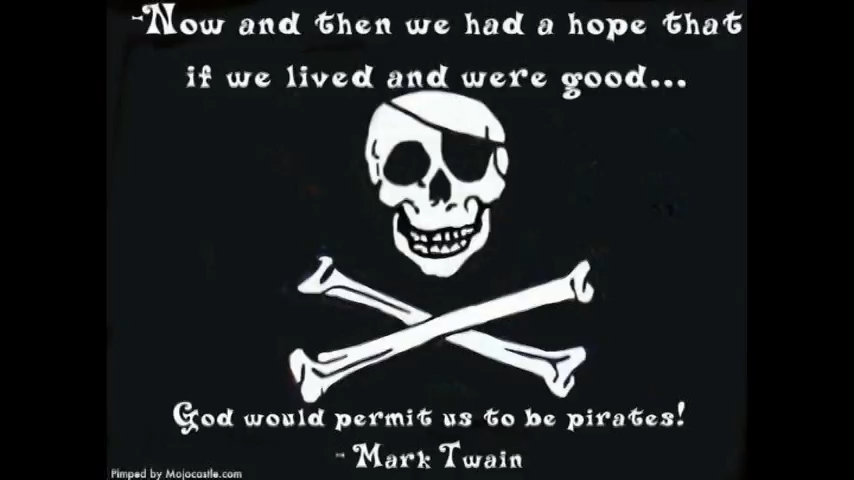 -Now and then we had a hope that
if we lived and were good...
God would permit us to be pirates!
- Mark Twain
Pimped by Mojocastle.com